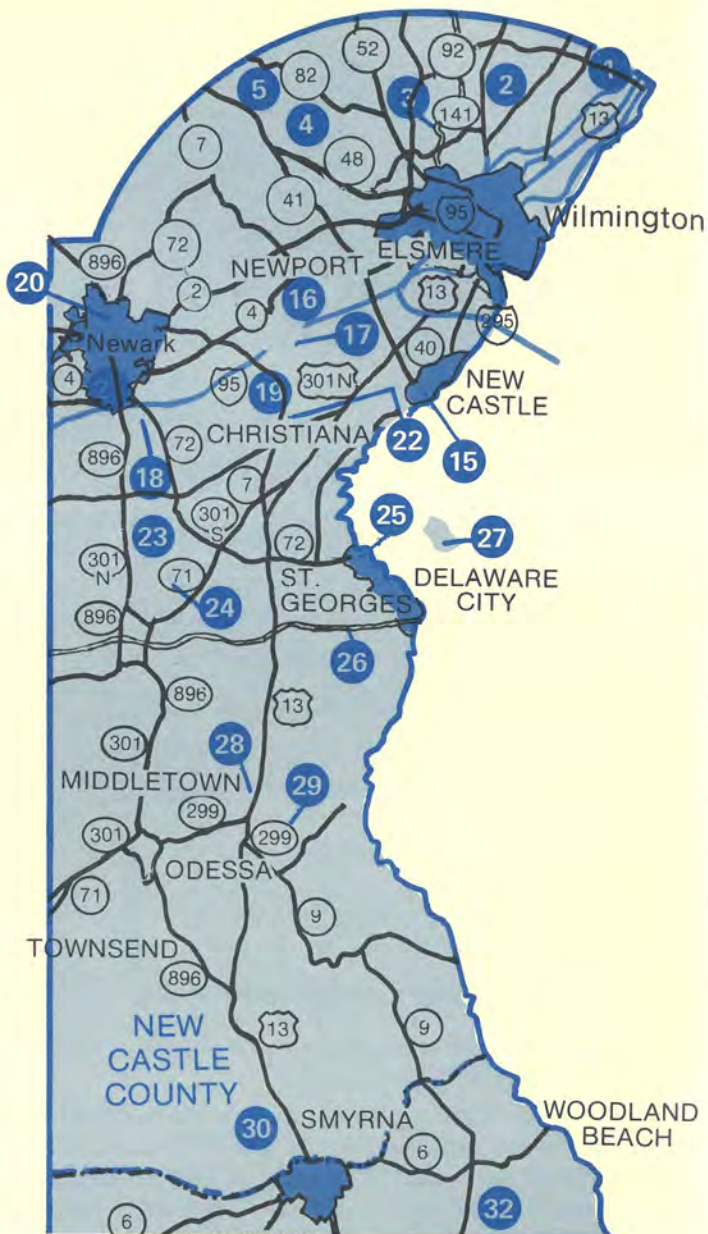 52
92
1
5
82
3
2
4
141
13
7
48
41
95
Wilmington
72
ELSMERE
896
NEWPORT
20
2
16
13
4
17
295
Newark
40
4
95
19
301N
NEW
CASTLE
CHRISTIANA
22
15
896
72
18
7
301
S
25
23
72
27
301
N
71
ST.
GEORGES
DELAWARE
CITY
24
896
26
896
13
301
28
MIDDLETOWN
29
299
301
299
ODESSA
71
9
TOWNSEND
896
NEW
CASTLE
COUNTY
13
9
30
SMYRNA
WOODLAND
BEACH
6
32
6